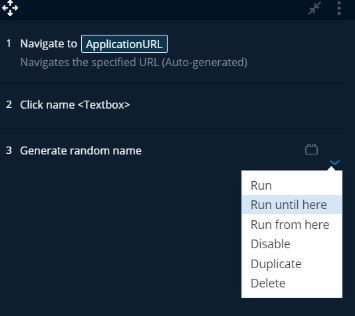 1 Navigate to ApplicationURL
Navigates the specified URL (Auto-generated)
2 Click name <Textbox>
3 Generate random name
Run
Run until here
Run from here
Disable
Duplicate
Delete